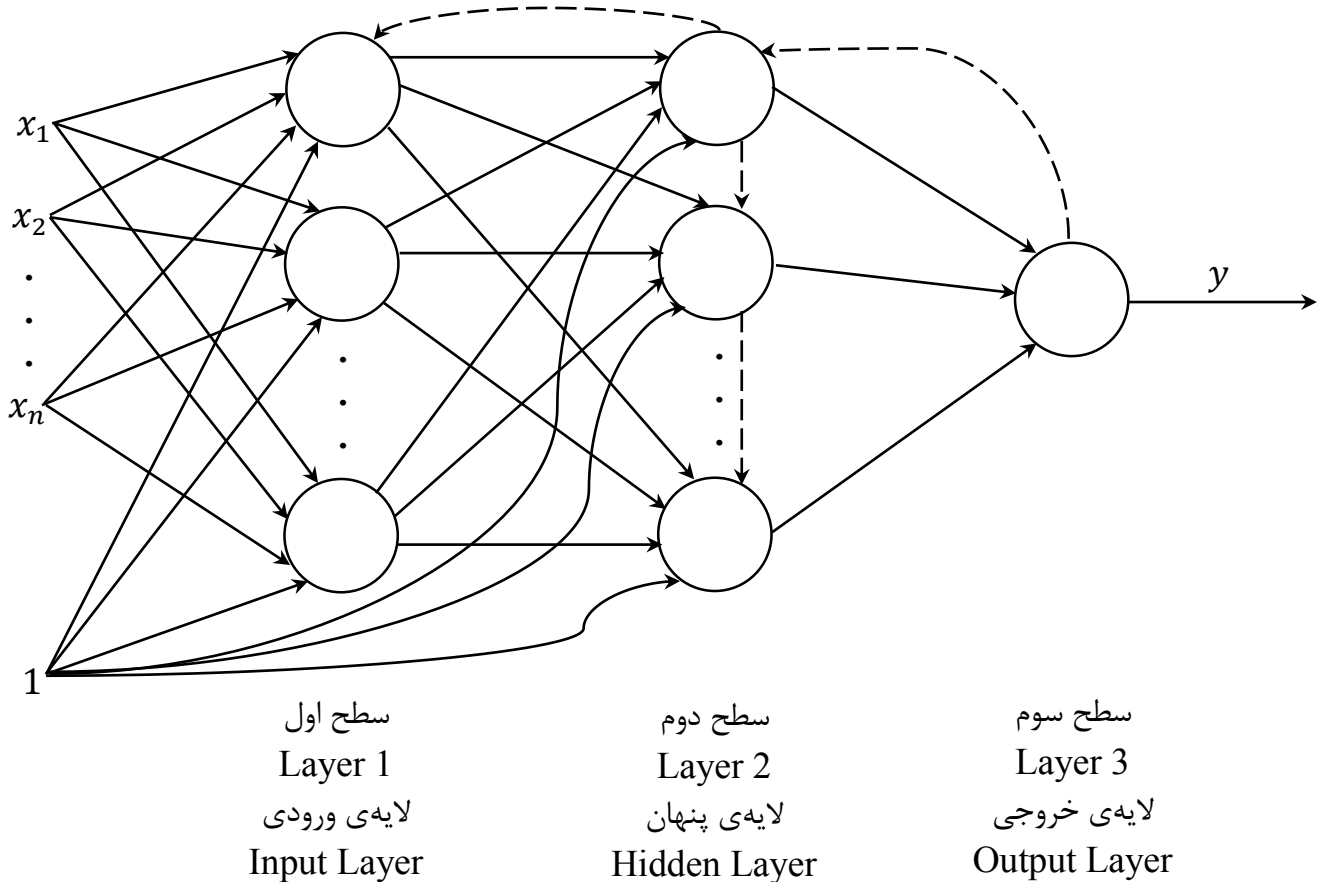 x₁
x₂
.
.
.
xₙ
1
y
.
.
.
.
.
.
سطح اول
Layer 1
لایه‌ی ورودی
Input Layer
سطح دوم
Layer 2
لایه‌ی پنهان
Hidden Layer
سطح سوم
Layer 3
لایه‌ی خروجی
Output Layer